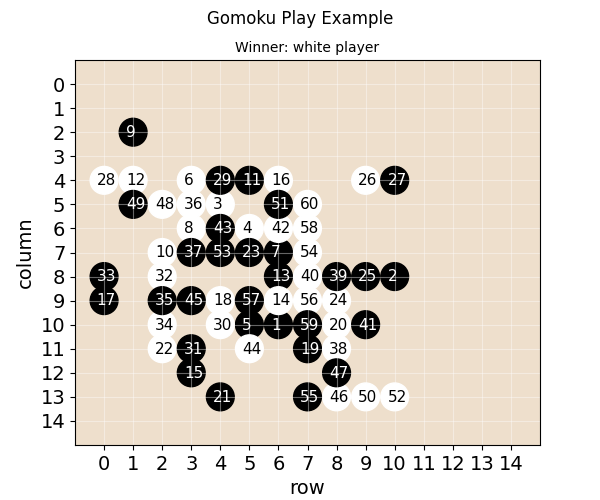 Gomoku Play Example
Winner: white player
0
1
2 9
3
4 28 12 6 29 11 16 26 27
5 49 48 36 3 51 60
6 8 43 4 42 58
7 10 37 53 23 7 54
8 33 32 13 40 39 25 2
9 17 35 45 18 57 14 56 24
10 34 30 5 1 59 20 41
11 22 31 44 19 38
12 15 47
13 21 55 46 50 52
14
0 1 2 3 4 5 6 7 8 9 10 11 12 13 14
row
column